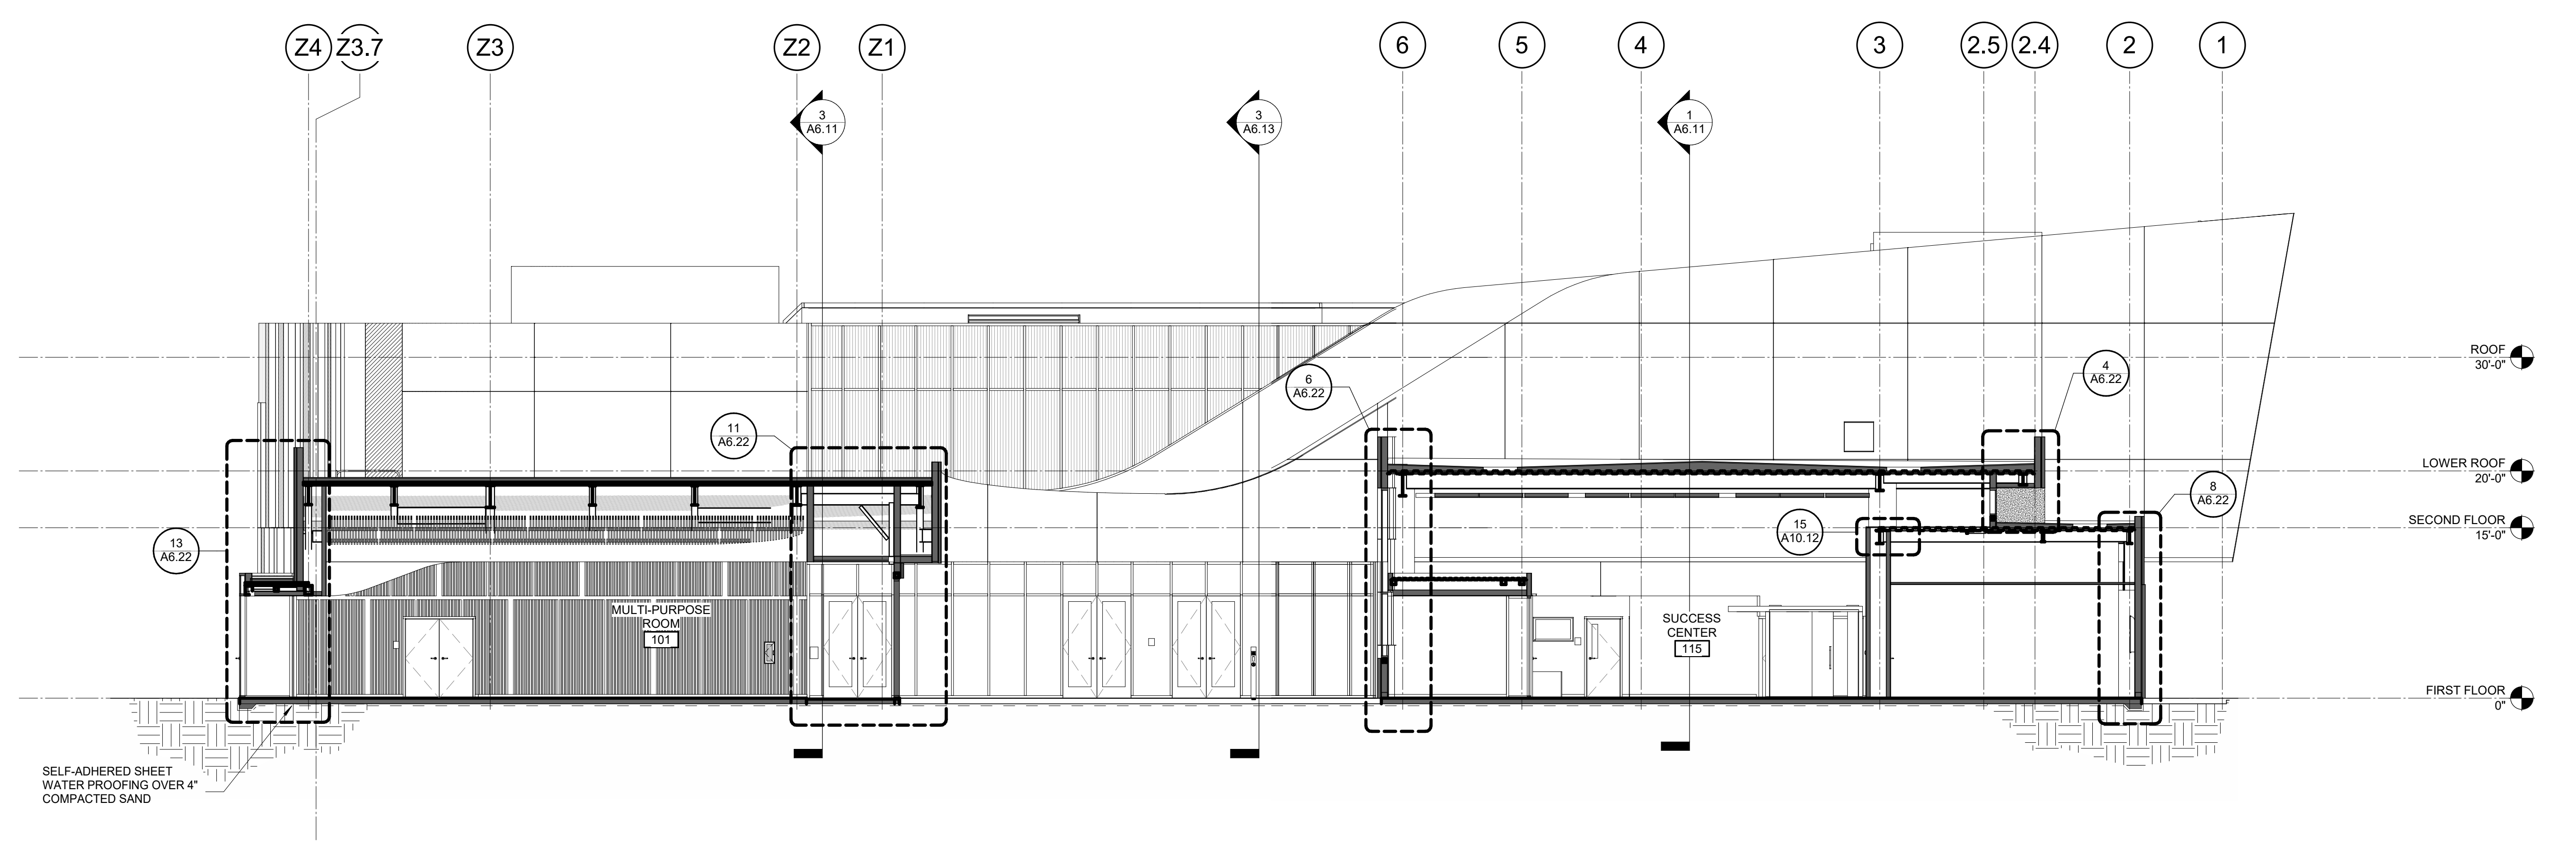 Z4
Z3.7
Z3
Z2
Z1
6
5
4
3
2.5
2.4
2
1
3
A6.11
3
A6.13
1
A6.11
ROOF
30'-0"
6
A6.22
4
A6.22
11
A6.22
LOWER ROOF
20'-0"
8
A6.22
SECOND FLOOR
15'-0"
15
A10.12
13
A6.22
MULTI-PURPOSE
ROOM
101
SUCCESS
CENTER
115
FIRST FLOOR
0"
SELF-ADHERED SHEET
WATER PROOFING OVER 4"
COMPACTED SAND